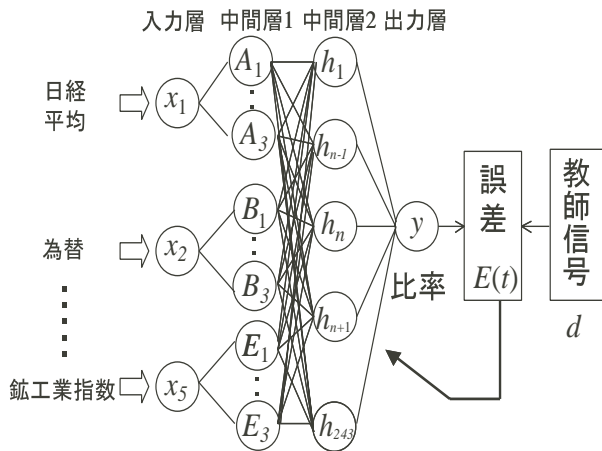 入力層 中間層1 中間層2 出力層
日経
平均
x1
A1
A3
h1
hn-1
為替
x2
B1
B3
hn
y
比率
誤差
E(t)
教師信号
d
鉱工業指数
x5
E1
E3
hn+1
h243